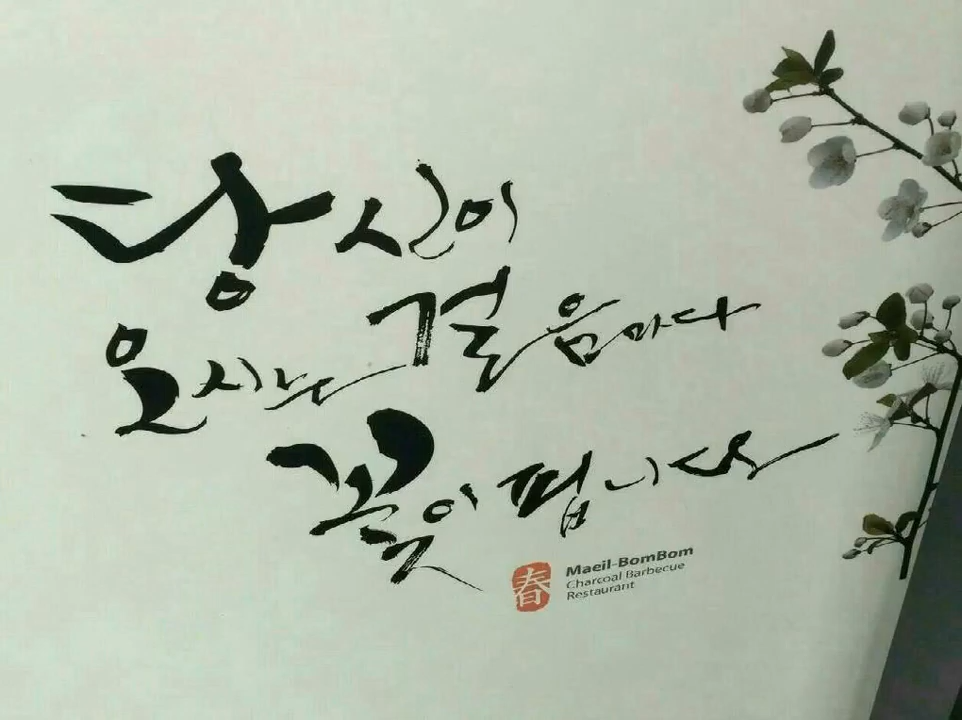 당신이
오시는 걸음마다
꽃이 핍니다
春
Maeil-BomBom
Charcoal Barbecue
Restaurant